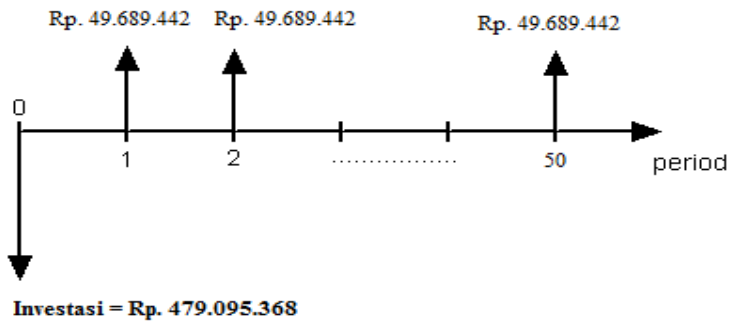 Rp. 49.689.442 Rp. 49.689.442 Rp. 49.689.442
0
1 2 ................. 50 period
Investasi = Rp. 479.095.368